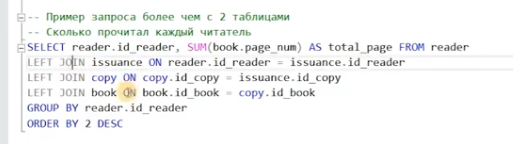 -- Пример запроса более чем с 2 таблицами
-- Сколько прочитал каждый читатель
SELECT reader.id_reader, SUM(book.page_num) AS total_page FROM reader
LEFT JOIN issuance ON reader.id_reader = issuance.id_reader
LEFT JOIN copy ON copy.id_copy = issuance.id_copy
LEFT JOIN book ON book.id_book = copy.id_book
GROUP BY reader.id_reader
ORDER BY 2 DESC